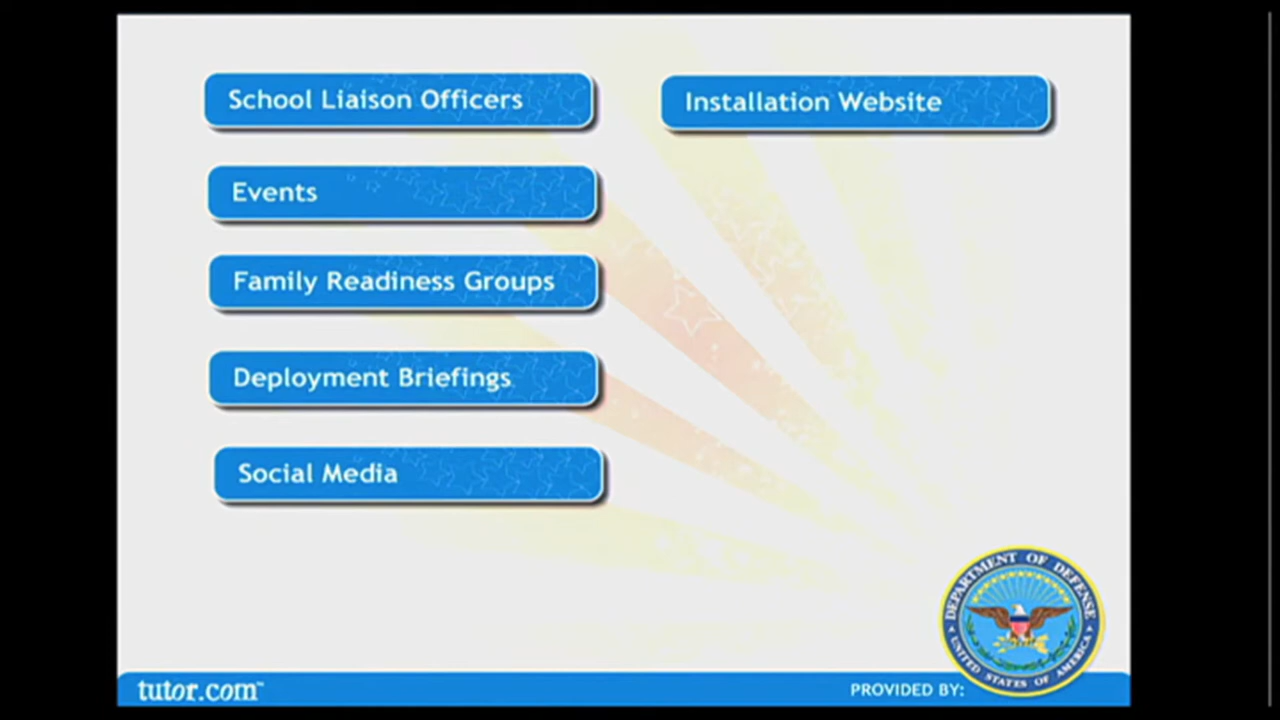 School Liaison Officers
Installation Website
Events
Family Readiness Groups
Deployment Briefings
Social Media
DEPARTMENT OF DEFENSE
UNITED STATES OF AMERICA
tutor.com™
PROVIDED BY: